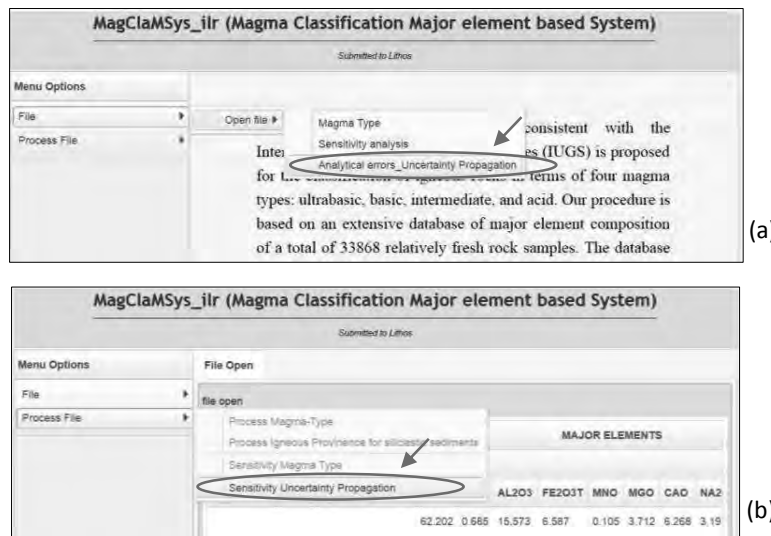 MagClaMSys_ilr (Magma Classification Major element based System)
Submitted to Lithos
Menu Options
File
Process File
Open file
Magma Type
Sensitivity analysis
Analytical errors_Uncertainty Propagation
consistent with the
Inter es (IUGS) is proposed
for in terms of four magma
types: ultrabasic, basic, intermediate, and acid. Our procedure is
based on an extensive database of major element composition
of a total of 33868 relatively fresh rock samples. The database
(a)
MagClaMSys_ilr (Magma Classification Major element based System)
Submitted to Lithos
Menu Options
File Open
File
Process File
file open
Process Magma-Type
Process Igneous Provinence for siliclastic sediments
Sensitivity Magma Type
Sensitivity Uncertainty Propagation
MAJOR ELEMENTS
AL2O3 FE2O3T MNO MGO CAO NA2
62.202 0.685 15.573 6.587 0.105 3.712 6.268 3.19
(b)